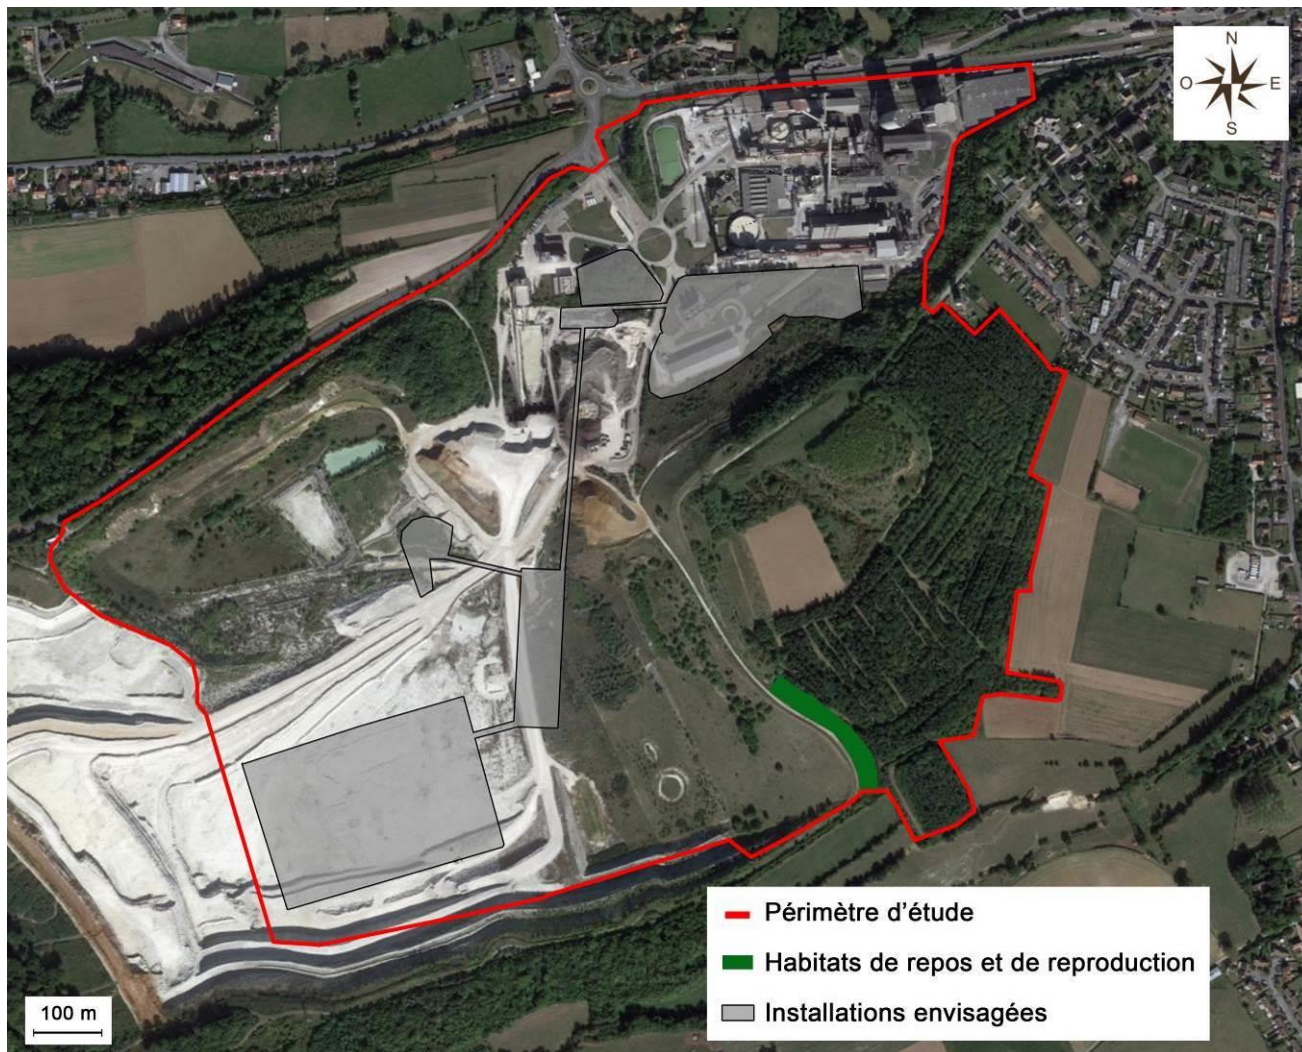 N
O E
S
Périmètre d'étude
Habitats de repos et de reproduction
Installations envisagées
100 m